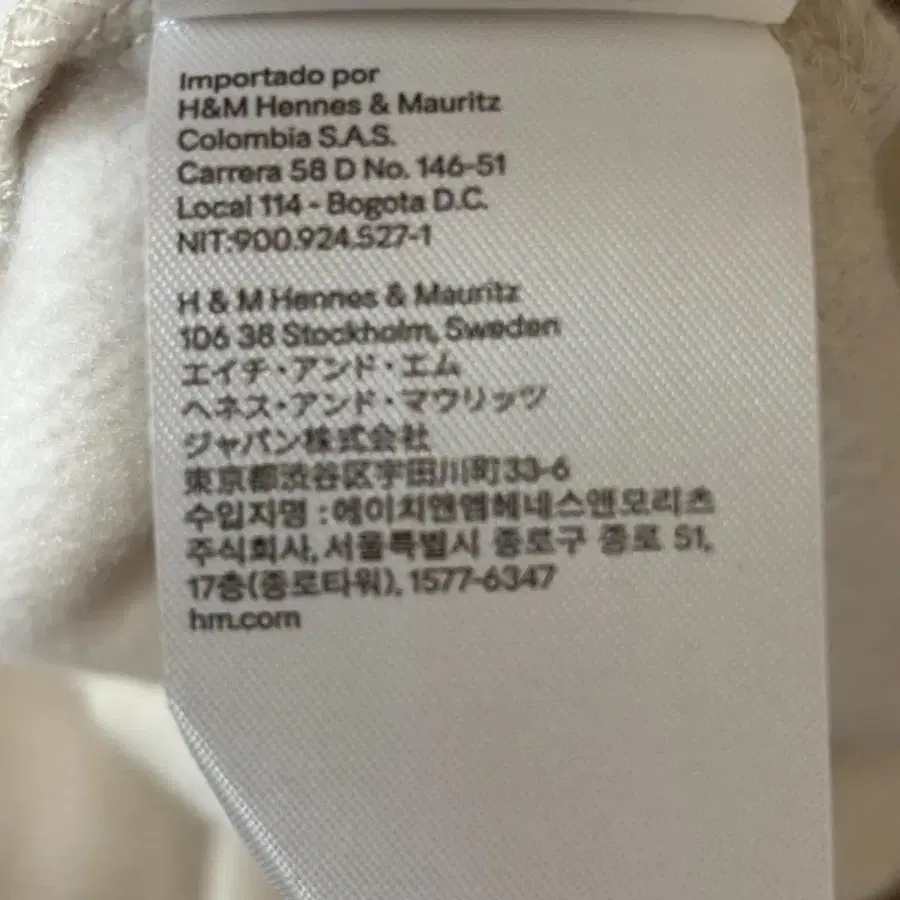 Importado por
H&M Hennes & Mauritz
Colombia S.A.S.
Carrera 58 D No. 146-51
Local 114 - Bogota D.C.
NIT:900.924.527-1
H & M Hennes & Mauritz
106 38 Stockholm, Sweden
エイチ・アンド・エム
ヘネス・アンド・マウリッツ
ジャパン株式会社
東京都渋谷区宇田川町33-6
수입자명 : 에이치앤엠헤네스앤모리츠
주식회사, 서울특별시 종로구 종로 51,
17층(종로타워), 1577-6347
hm.com